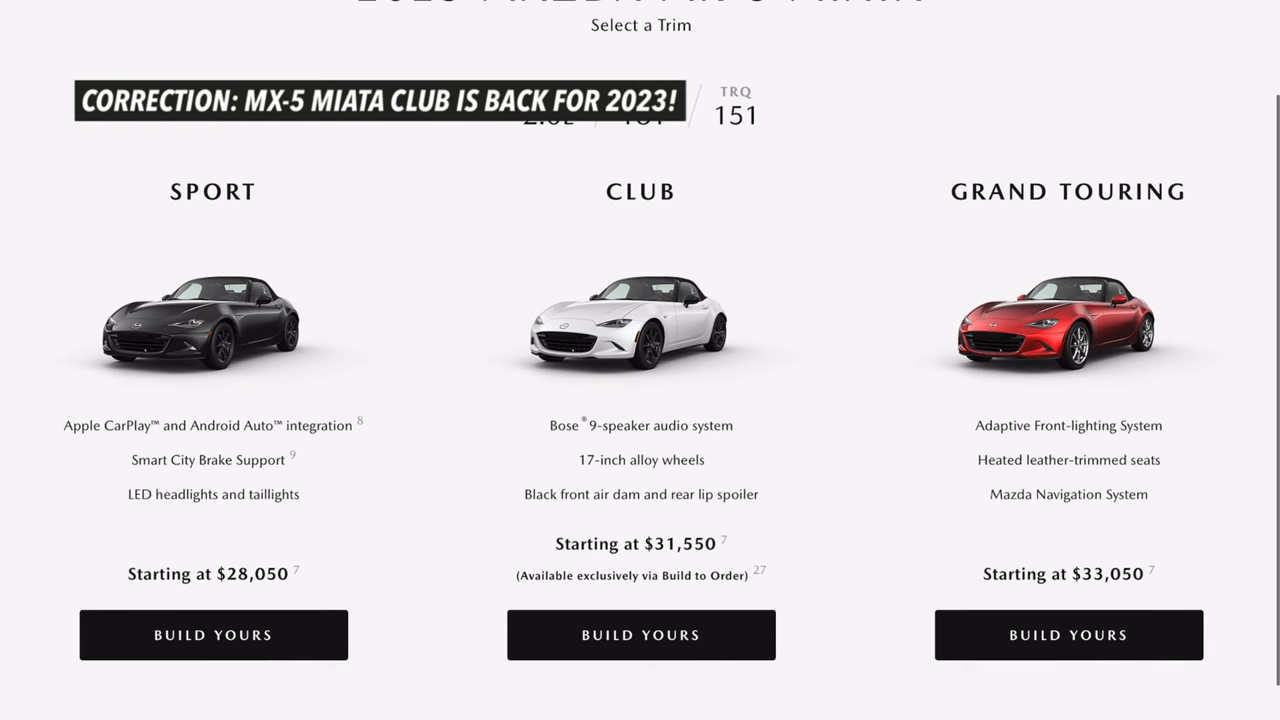 Select a Trim
CORRECTION: MX-5 MIATA CLUB IS BACK FOR 2023!
TRQ
151
SPORT
CLUB
GRAND TOURING
Apple CarPlay™ and Android Auto™ integration 8
Smart City Brake Support 9
LED headlights and taillights
Starting at $28,050 7
BUILD YOURS
Bose® 9-speaker audio system
17-inch alloy wheels
Black front air dam and rear lip spoiler
Starting at $31,550 7
(Available exclusively via Build to Order) 27
BUILD YOURS
Adaptive Front-lighting System
Heated leather-trimmed seats
Mazda Navigation System
Starting at $33,050 7
BUILD YOURS